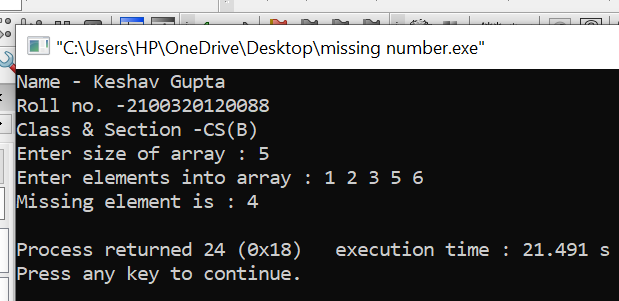 "C:\Users\HP\OneDrive\Desktop\missing number.exe"
Name - Keshav Gupta
Roll no. -2100320120088
Class & Section -CS(B)
Enter size of array : 5
Enter elements into array : 1 2 3 5 6
Missing element is : 4
Process returned 24 (0x18)   execution time : 21.491 s
Press any key to continue.